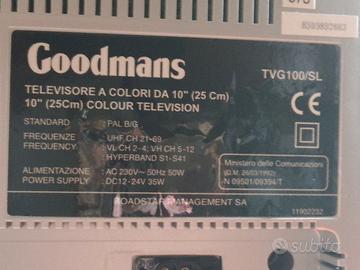 Goodmans
TVG100/SL
TELEVISORE A COLORI DA 10" (25 Cm)
10" (25Cm) COLOUR TELEVISION
CE
STANDARD : PAL B/G
FREQUENZE : UHF, CH 21-69
FREQUENCY : VL CH 2-4; VH CH 5-12
HYPERBAND S1-S41
ALIMENTAZIONE : AC 230V~ 50Hz 50W
POWER SUPPLY : DC12-24V 35W
Ministero delle Comunicazioni
(D.M. 26/03/1992)
N 09501/09394/T
ROADSTAR MANAGEMENT SA
11902232
subito